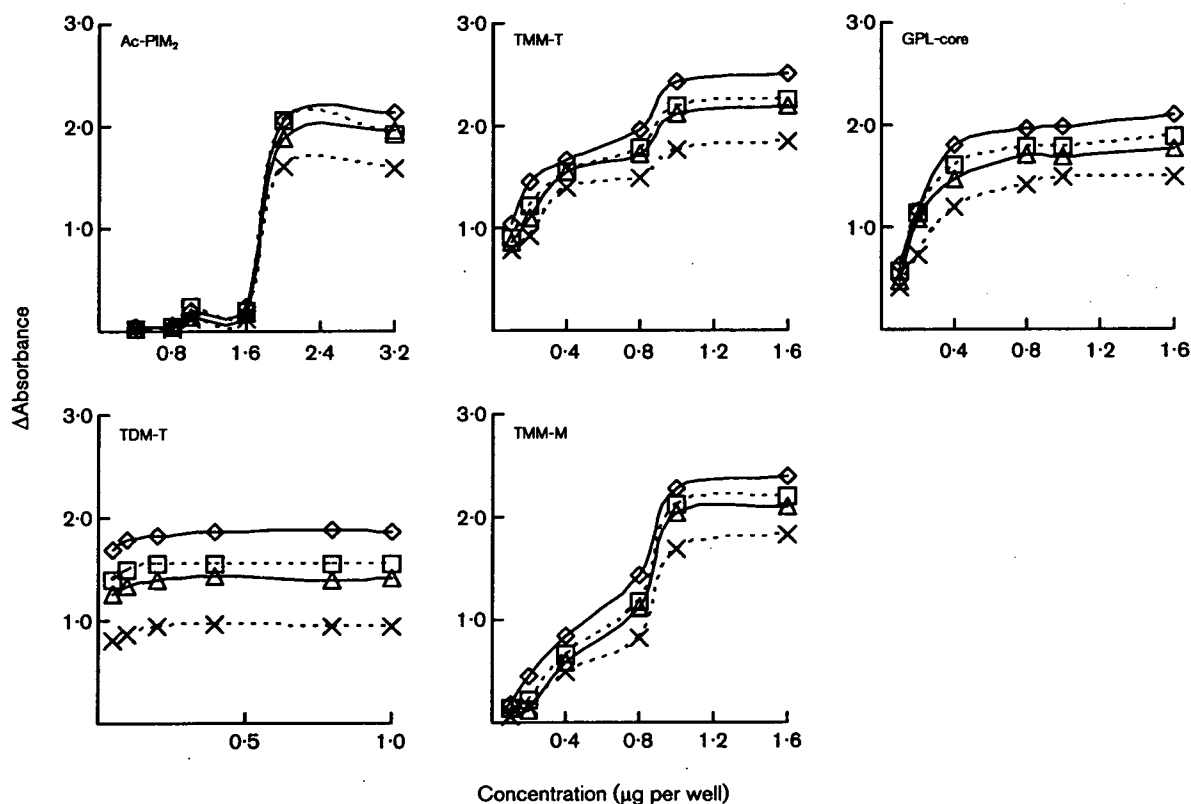 3·0
2·0
1·0
Ac-PIM₂
0·8 1·6 2·4 3·2
3·0
2·0
1·0
TMM-T
0·4 0·8 1·2 1·6
3·0
2·0
1·0
GPL-core
0·4 0·8 1·2 1·6
ΔAbsorbance
3·0
2·0
1·0
TDM-T
0·5 1·0
3·0
2·0
1·0
TMM-M
0·4 0·8 1·2 1·6
Concentration (μg per well)